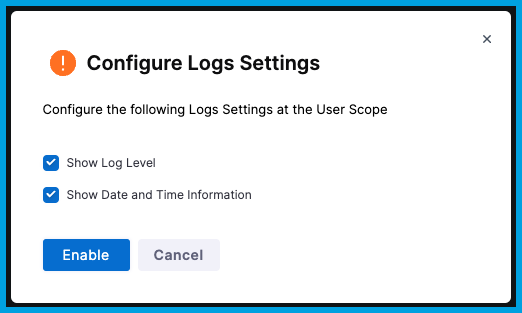 Configure Logs Settings
Configure the following Logs Settings at the User Scope
Show Log Level
Show Date and Time Information
Enable Cancel